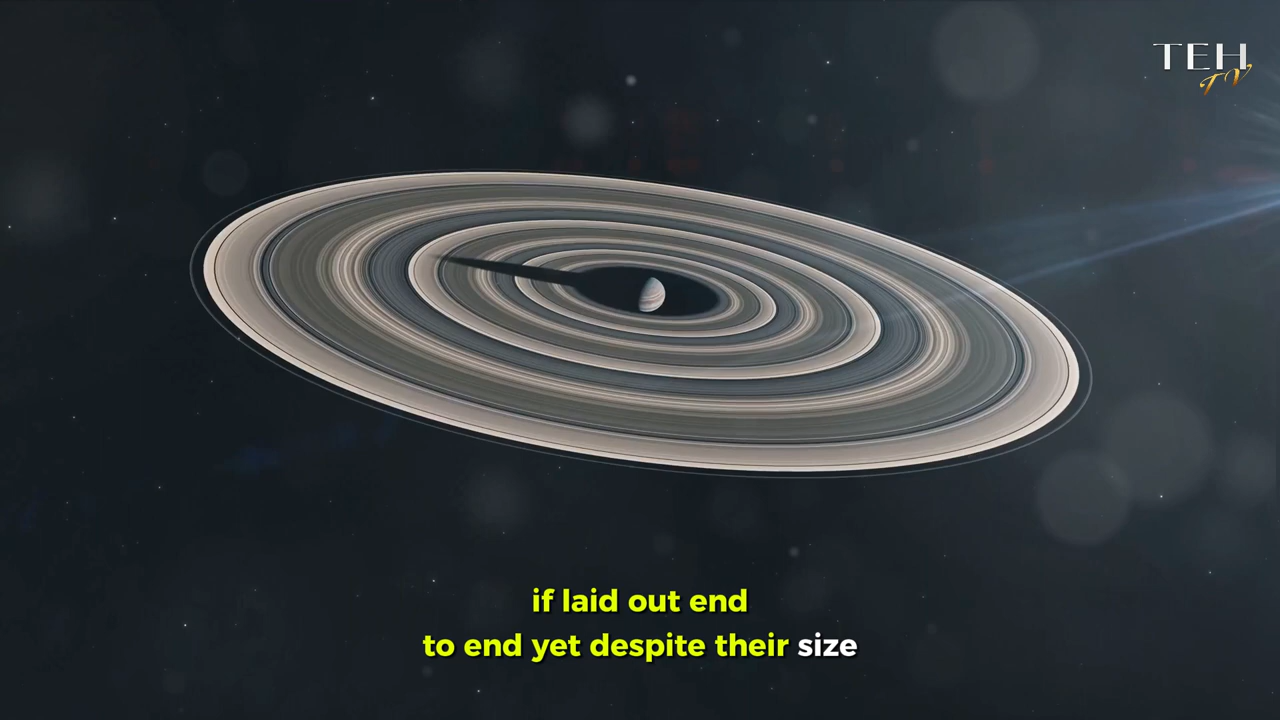 TEH
TV
if laid out end
to end yet despite their size